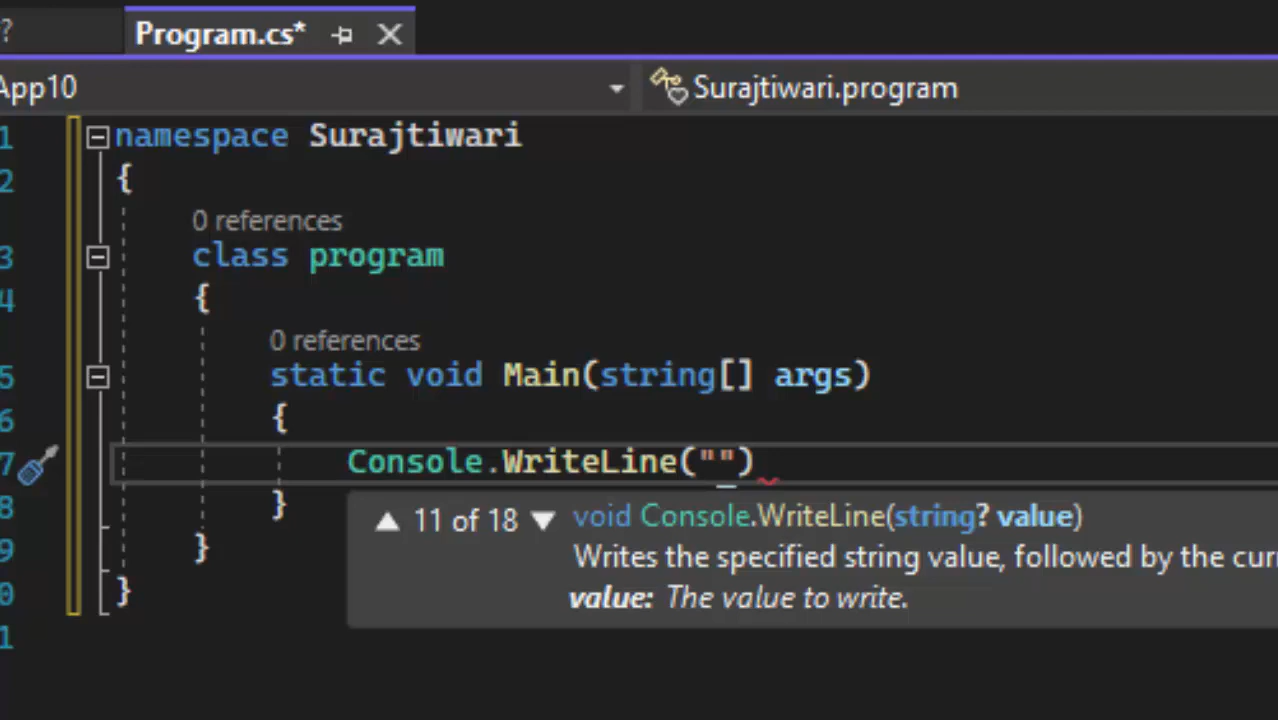 ?
Program.cs*
App10
Surajtiwari.program
1 namespace Surajtiwari
2 {
0 references
3 class program
4 {
0 references
5 static void Main(string[] args)
6 {
7 Console.WriteLine("")
8 }
11 of 18 void Console.WriteLine(string? value)
9 }
Writes the specified string value, followed by the
0 }
value: The value to write.
1